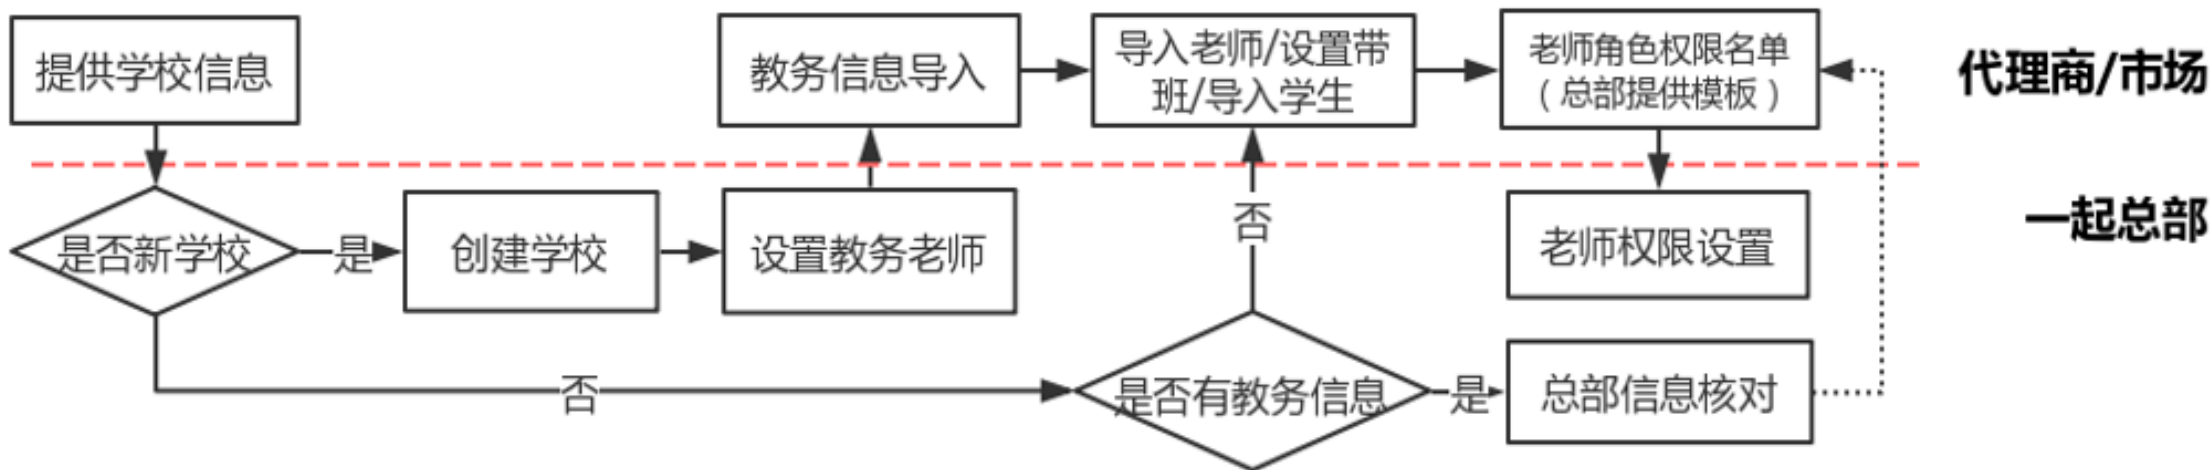 提供学校信息
教务信息导入
导入老师/设置带
班/导入学生
老师角色权限名单
（总部提供模板）
代理商/市场
是否新学校
是
创建学校
设置教务老师
否
老师权限设置
一起总部
否
是否有教务信息
是
总部信息核对